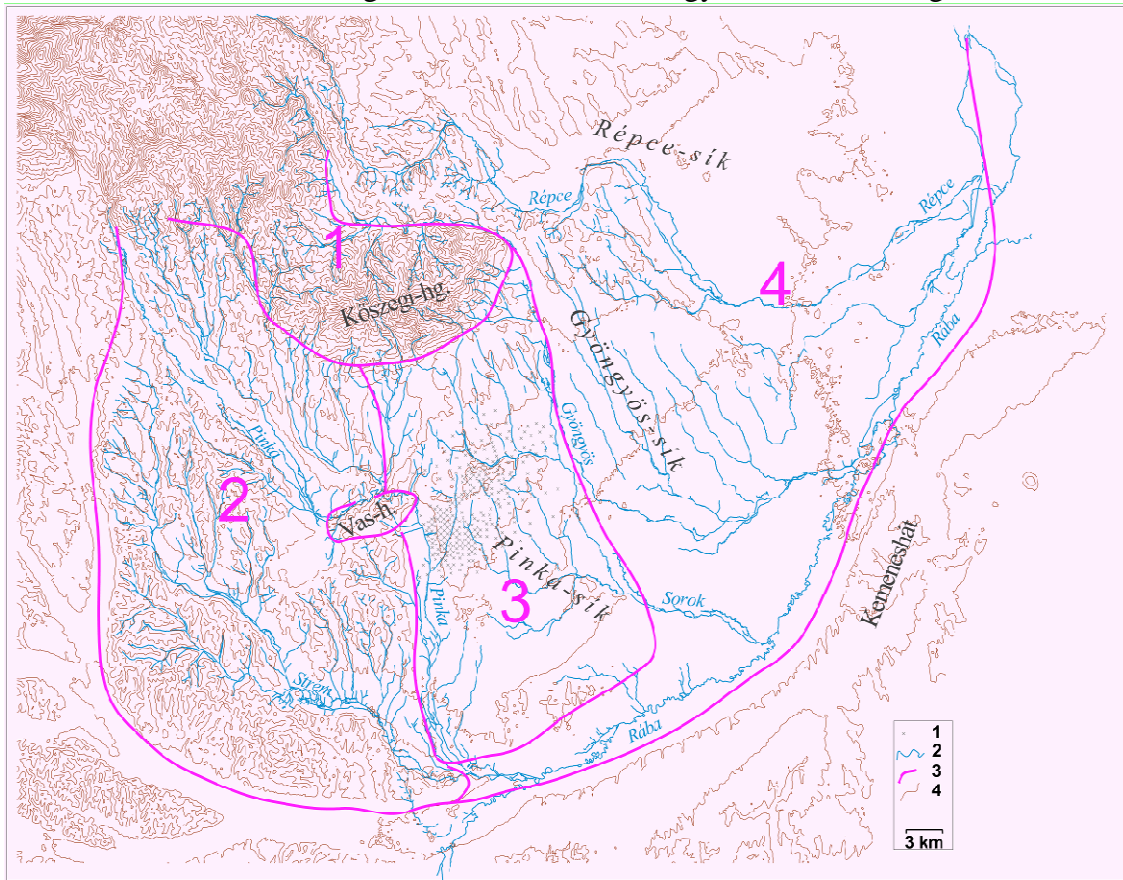 Répce-sík
Répce
Répce
1
4
Kőszegi-hg.
Rába
Gyöngyös-sík
Gyöngyös
Pinka
2
Vas-h.
Pinka-sík
Kemeneshát
3
Pinka
Sorok
Strem
Rába
1
2
3
4
3 km